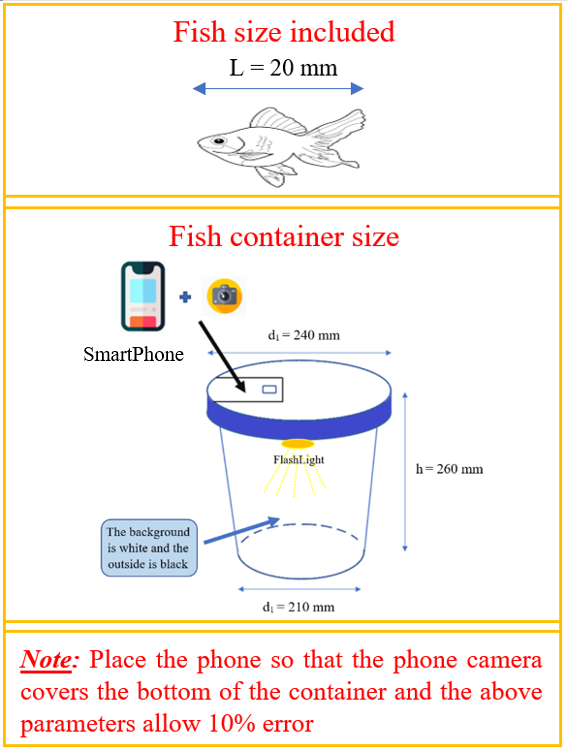 Fish size included
L = 20 mm
Fish container size
SmartPhone
d₁ = 240 mm
FlashLight
h = 260 mm
The background
is white and the
outside is black
d₁ = 210 mm
Note: Place the phone so that the phone camera
covers the bottom of the container and the above
parameters allow 10% error